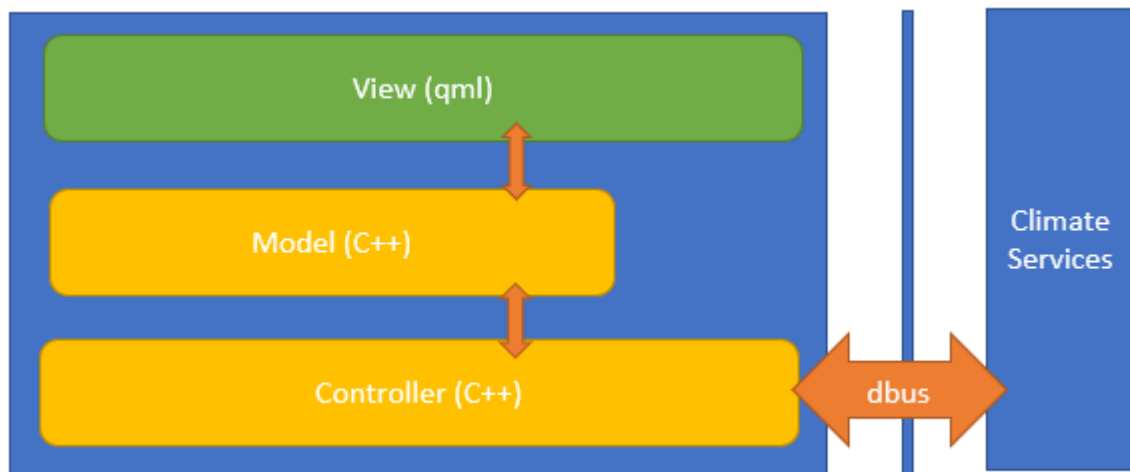 View (qml)
Model (C++)
Controller (C++)
dbus
Climate
Services